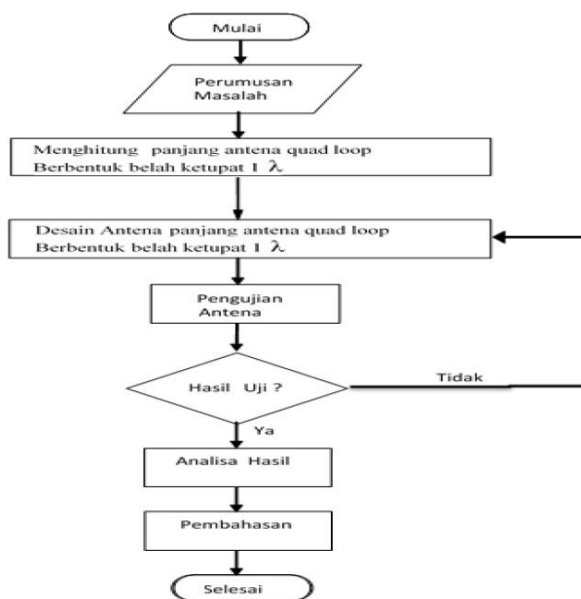 Mulai
Perumusan
Masalah
Menghitung panjang antena quad loop
Berbentuk belah ketupat 1 λ
Desain Antena panjang antena quad loop
Berbentuk belah ketupat 1 λ
Pengujian
Antena
Hasil Uji ?
Tidak
Ya
Analisa Hasil
Pembahasan
Selesai